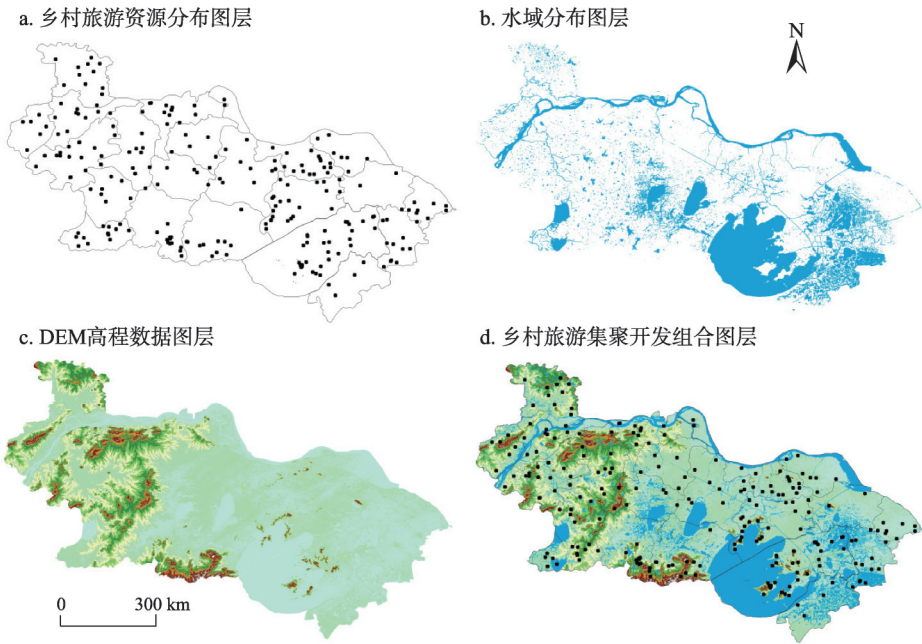 a. 乡村旅游资源分布图层
b. 水域分布图层
N
c. DEM高程数据图层
d. 乡村旅游集聚开发组合图层
0 300 km